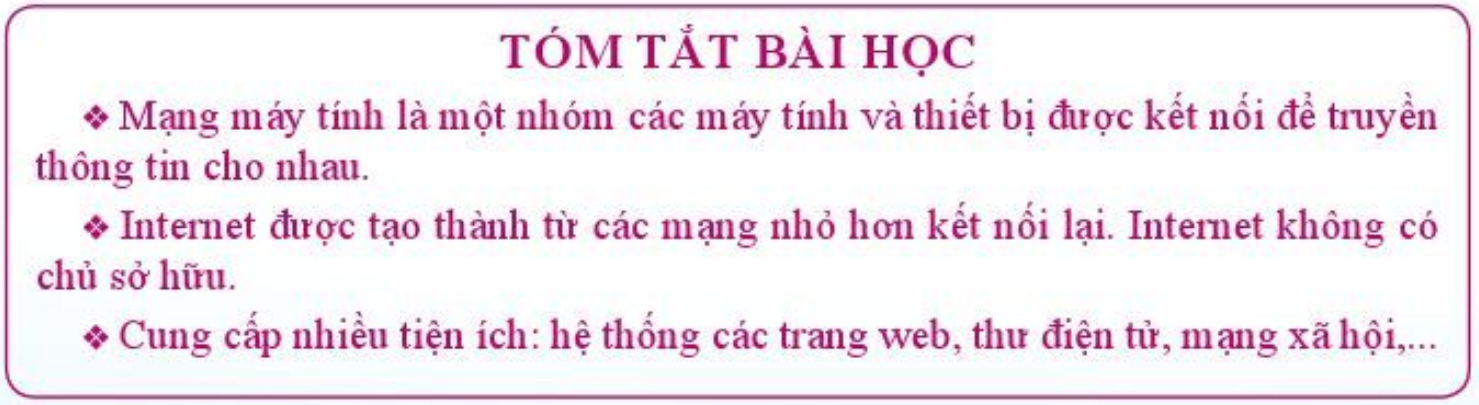 TÓM TẮT BÀI HỌC
❖ Mạng máy tính là một nhóm các máy tính và thiết bị được kết nối để truyền
thông tin cho nhau.
❖ Internet được tạo thành từ các mạng nhỏ hơn kết nối lại. Internet không có
chủ sở hữu.
❖ Cung cấp nhiều tiện ích: hệ thống các trang web, thư điện tử, mạng xã hội,...